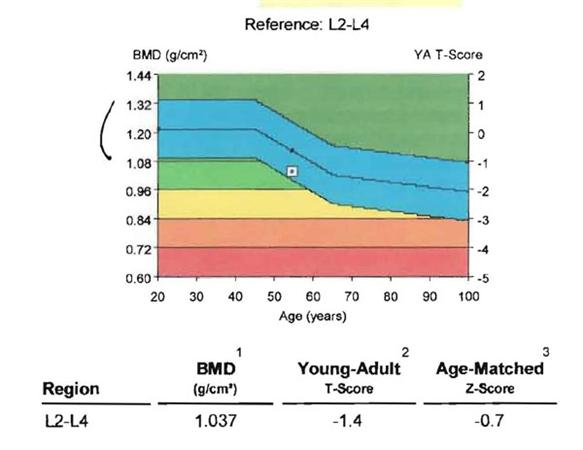 Reference: L2-L4
BMD (g/cm²) YA T-Score
1.44 2
1.32 1
1.20 0
1.08 -1
0.96 -2
0.84 -3
0.72 -4
0.60 -5
20 30 40 50 60 70 80 90 100
Age (years)
1 2 3
BMD Young-Adult Age-Matched
Region (g/cm²) T-Score Z-Score
L2-L4 1.037 -1.4 -0.7